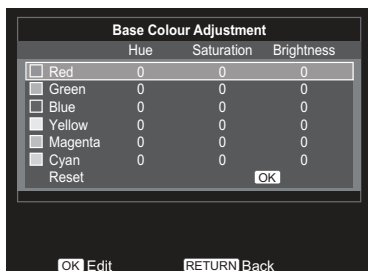 Base Colour Adjustment
Hue Saturation Brightness
Red 0 0 0
Green 0 0 0
Blue 0 0 0
Yellow 0 0 0
Magenta 0 0 0
Cyan 0 0 0
Reset OK
OK Edit RETURN Back